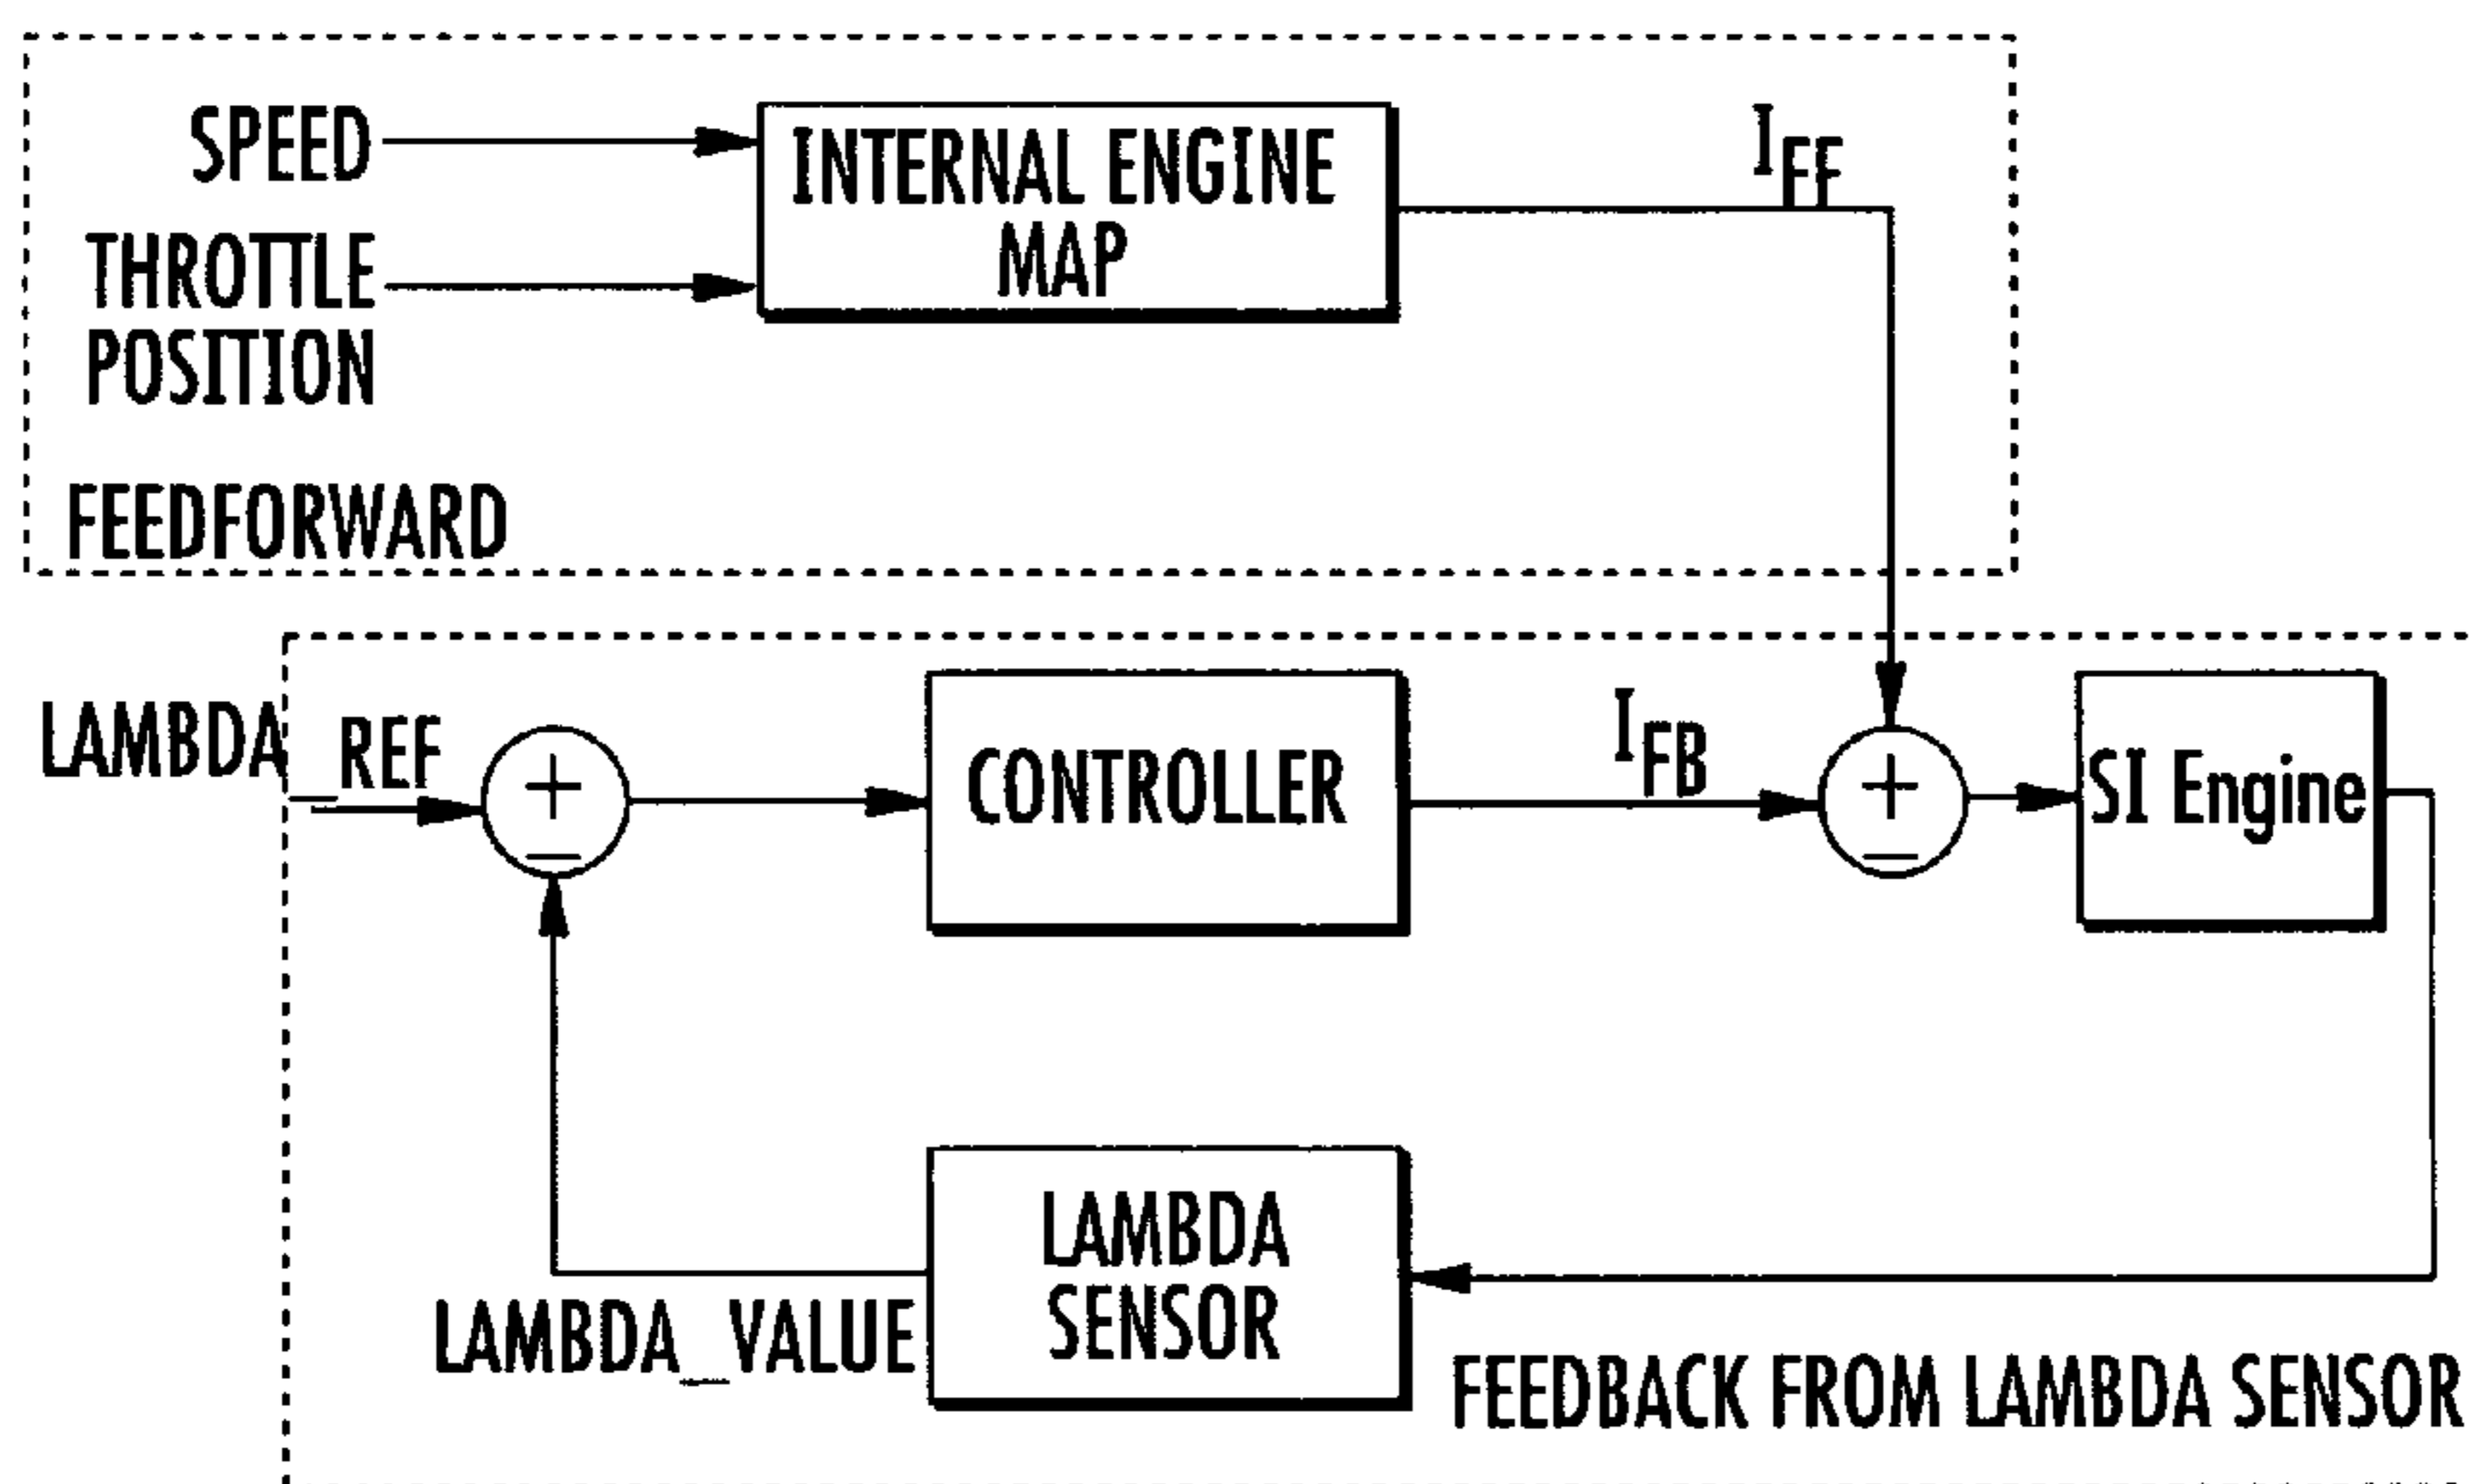 SPEED
INTERNAL ENGINE
MAP
I_FF
THROTTLE
POSITION
FEEDFORWARD
LAMBDA_REF
+
−
CONTROLLER
I_FB
+
−
SI Engine
LAMBDA
SENSOR
LAMBDA_VALUE
FEEDBACK FROM LAMBDA SENSOR